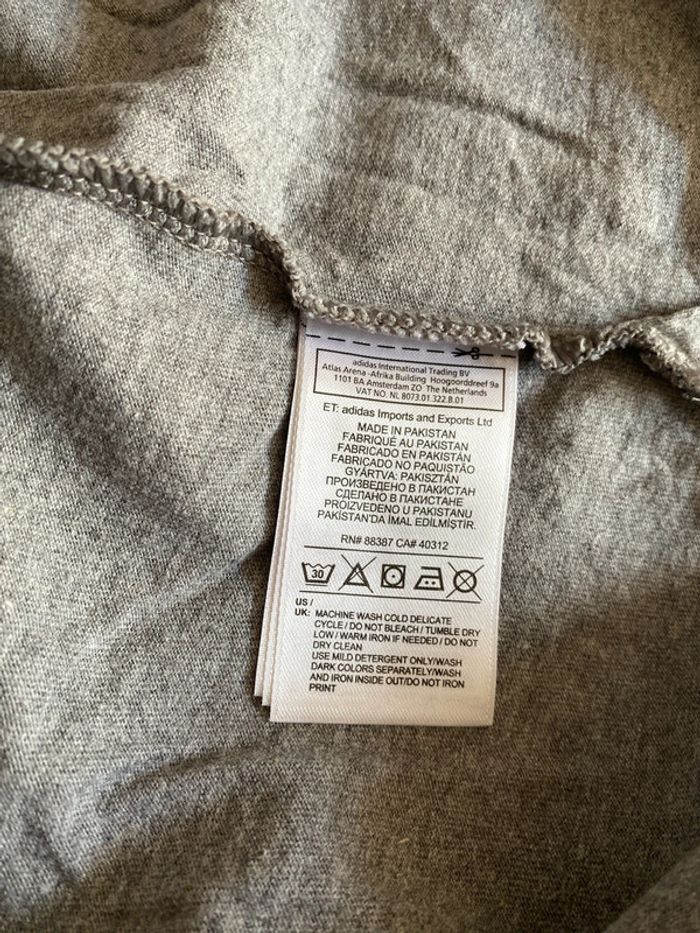 adidas International Trading BV
Atlas Arena -Afrika Building Hoogoorddreef 9a
1101 BA Amsterdam ZO The Netherlands
VAT NO. NL 8073.01.322.B.01
ET: adidas Imports and Exports Ltd
MADE IN PAKISTAN
FABRIQUÉ AU PAKISTAN
FABRICADO EN PAKISTÁN
FABRICADO NO PAQUISTÃO
GYÁRTVA: PAKISZTÁN
ПРОИЗВЕДЕНО В ПАКИСТАН
СДЕЛАНО В ПАКИСТАНЕ
PROIZVEDENO U PAKISTANU
PAKİSTAN'DA İMAL EDİLMİŞTİR.
RN# 88387 CA# 40312
30
US /
UK: MACHINE WASH COLD DELICATE
CYCLE / DO NOT BLEACH / TUMBLE DRY
LOW / WARM IRON IF NEEDED / DO NOT
DRY CLEAN
USE MILD DETERGENT ONLY/WASH
DARK COLORS SEPARATELY/WASH
AND IRON INSIDE OUT/DO NOT IRON
PRINT